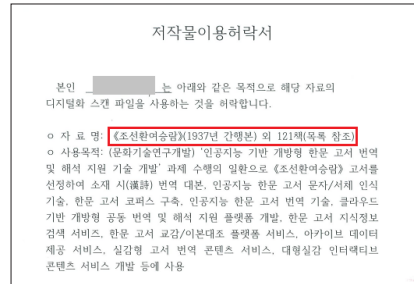 저작물이용허락서
본인 는 아래와 같은 목적으로 해당 자료의
디지털화 스캔 파일을 사용하는 것을 허락합니다.
ㅇ 자 료 명: 《조선환여승람》(1937년 간행본) 외 121책(목록 참조)
ㅇ 사용목적: (문화기술연구개발) '인공지능 기반 개방형 한문 고서 번역
및 해석 지원 기술 개발' 과제 수행의 일환으로 《조선환여승람》 고서를
선정하여 소재 시(漢詩) 번역 대본, 인공지능 한문 고서 문자/서체 인식
기술, 한문 고서 코퍼스 구축, 인공지능 한문 고서 번역 기술, 클라우드
기반 개방형 공동 번역 및 해석 지원 플랫폼 개발, 한문 고서 지식정보
검색 서비스, 한문 고서 교감/이본대조 플랫폼 서비스, 아카이브 데이터
제공 서비스, 실감형 고서 번역 콘텐츠 서비스, 대형실감 인터랙티브
콘텐츠 서비스 개발 등에 사용